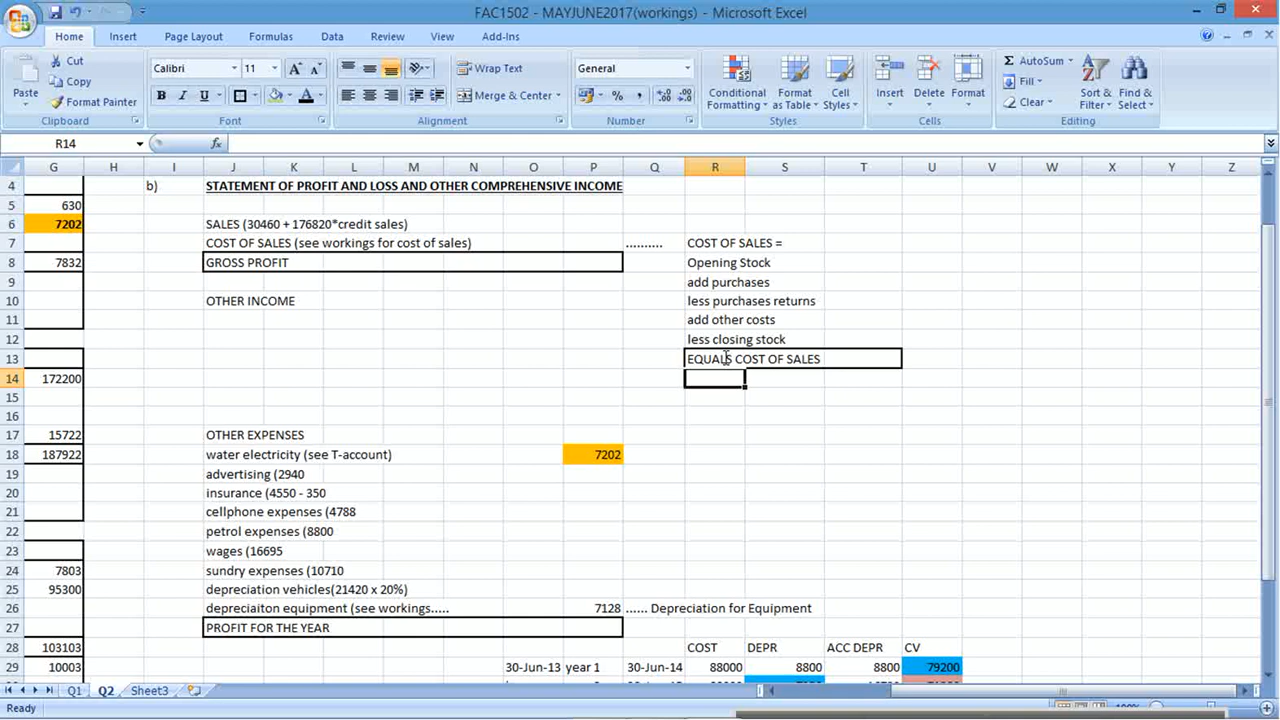 FAC1502 - MAYJUNE2017(workings) - Microsoft Excel
Home Insert Page Layout Formulas Data Review View Add-Ins
Cut Calibri 11 Wrap Text General AutoSum
Copy Fill
Paste Format Painter Merge & Center Conditional Formatting Format as Table Cell Styles Insert Delete Format Clear Sort & Filter Find & Select
Clipboard Font Alignment Number Styles Cells Editing
R14 fx
G H I J K L M N O P Q R S T U V W X Y Z
4 b) STATEMENT OF PROFIT AND LOSS AND OTHER COMPREHENSIVE INCOME
5 630
6 7202 SALES (30460 + 176820*credit sales)
7 COST OF SALES (see workings for cost of sales) .......... COST OF SALES =
8 7832 GROSS PROFIT Opening Stock
9 add purchases
10 OTHER INCOME less purchases returns
11 add other costs
12 less closing stock
13 EQUALS COST OF SALES
14 172200
15
16
17 15722 OTHER EXPENSES
18 187922 water electricity (see T-account) 7202
19 advertising (2940
20 insurance (4550 - 350
21 cellphone expenses (4788
22 petrol expenses (8800
23 wages (16695
24 7803 sundry expenses (10710
25 95300 depreciation vehicles(21420 x 20%)
26 depreciaiton equipment (see workings..... 7128 ...... Depreciation for Equipment
27 PROFIT FOR THE YEAR
28 103103 COST DEPR ACC DEPR CV
29 10003 30-Jun-13 year 1 30-Jun-14 88000 8800 8800 79200
Q1 Q2 Sheet3
Ready